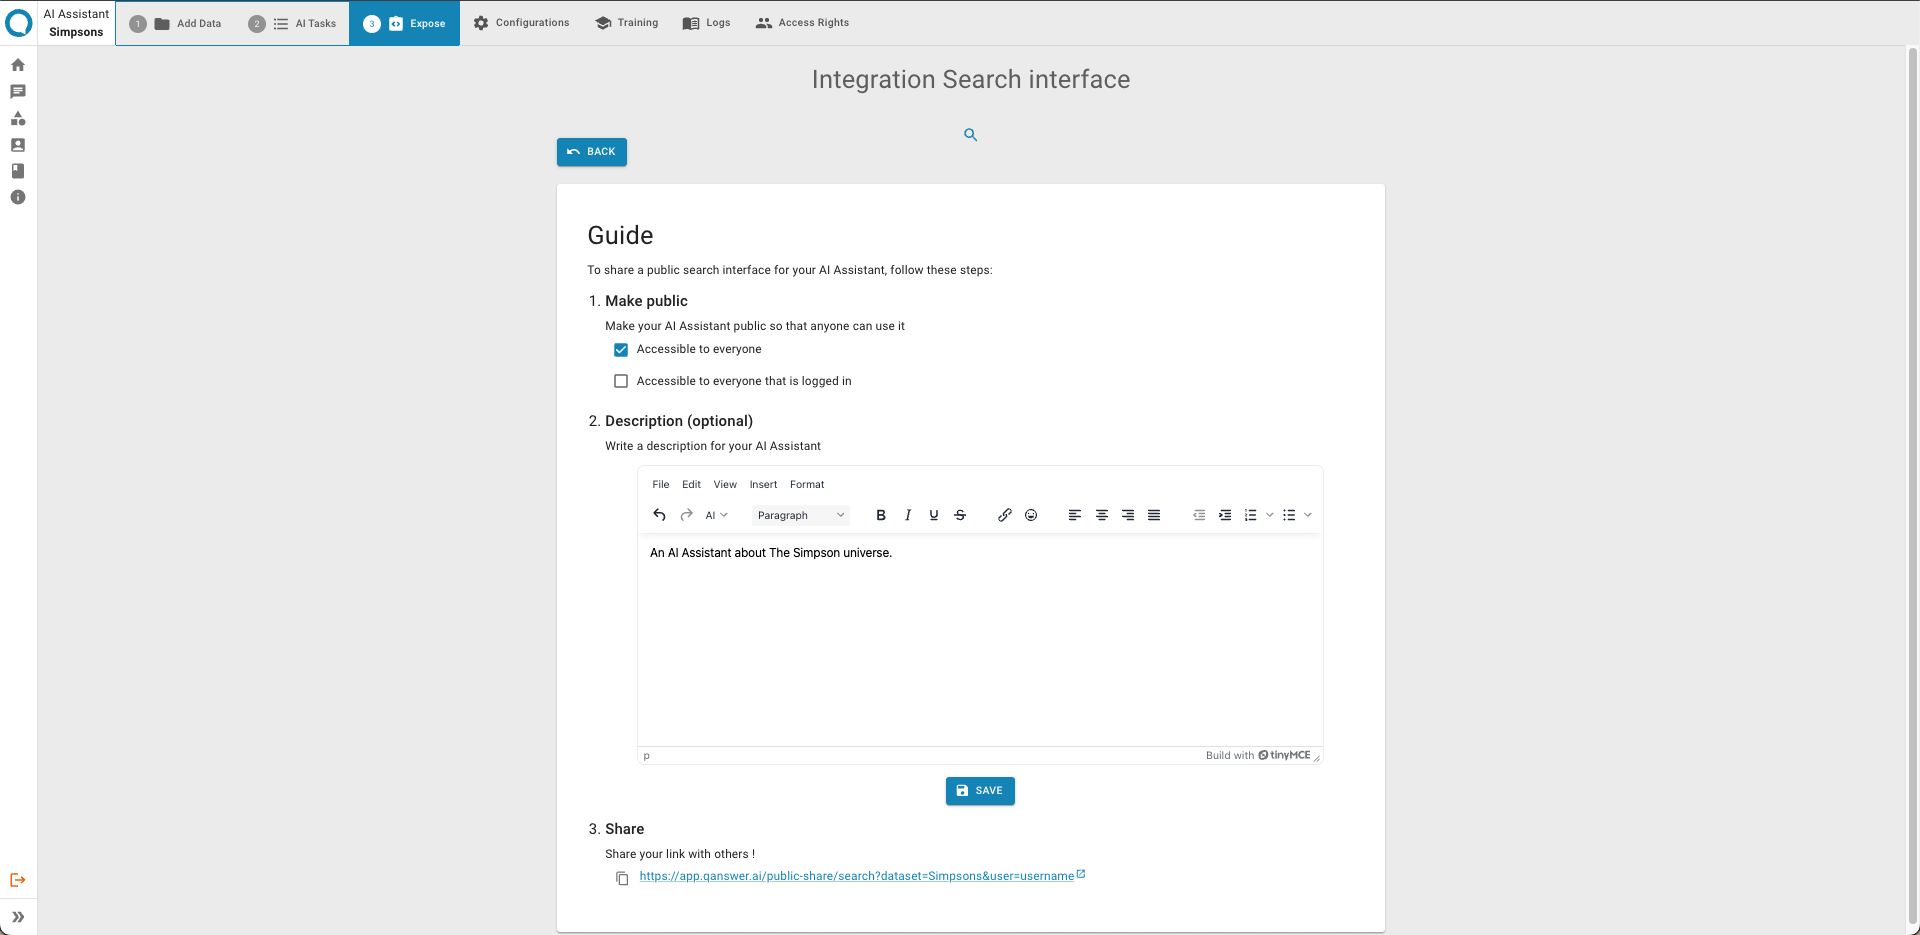 AI Assistant
Simpsons
1 Add Data
2 AI Tasks
3 Expose
Configurations
Training
Logs
Access Rights
Integration Search interface
BACK
Guide
To share a public search interface for your AI Assistant, follow these steps:
1. Make public
Make your AI Assistant public so that anyone can use it
Accessible to everyone
Accessible to everyone that is logged in
2. Description (optional)
Write a description for your AI Assistant
File Edit View Insert Format
AI Paragraph B I U S
An AI Assistant about The Simpson universe.
p Build with tinyMCE
SAVE
3. Share
Share your link with others !
https://app.qanswer.ai/public-share/search?dataset=Simpsons&user=username